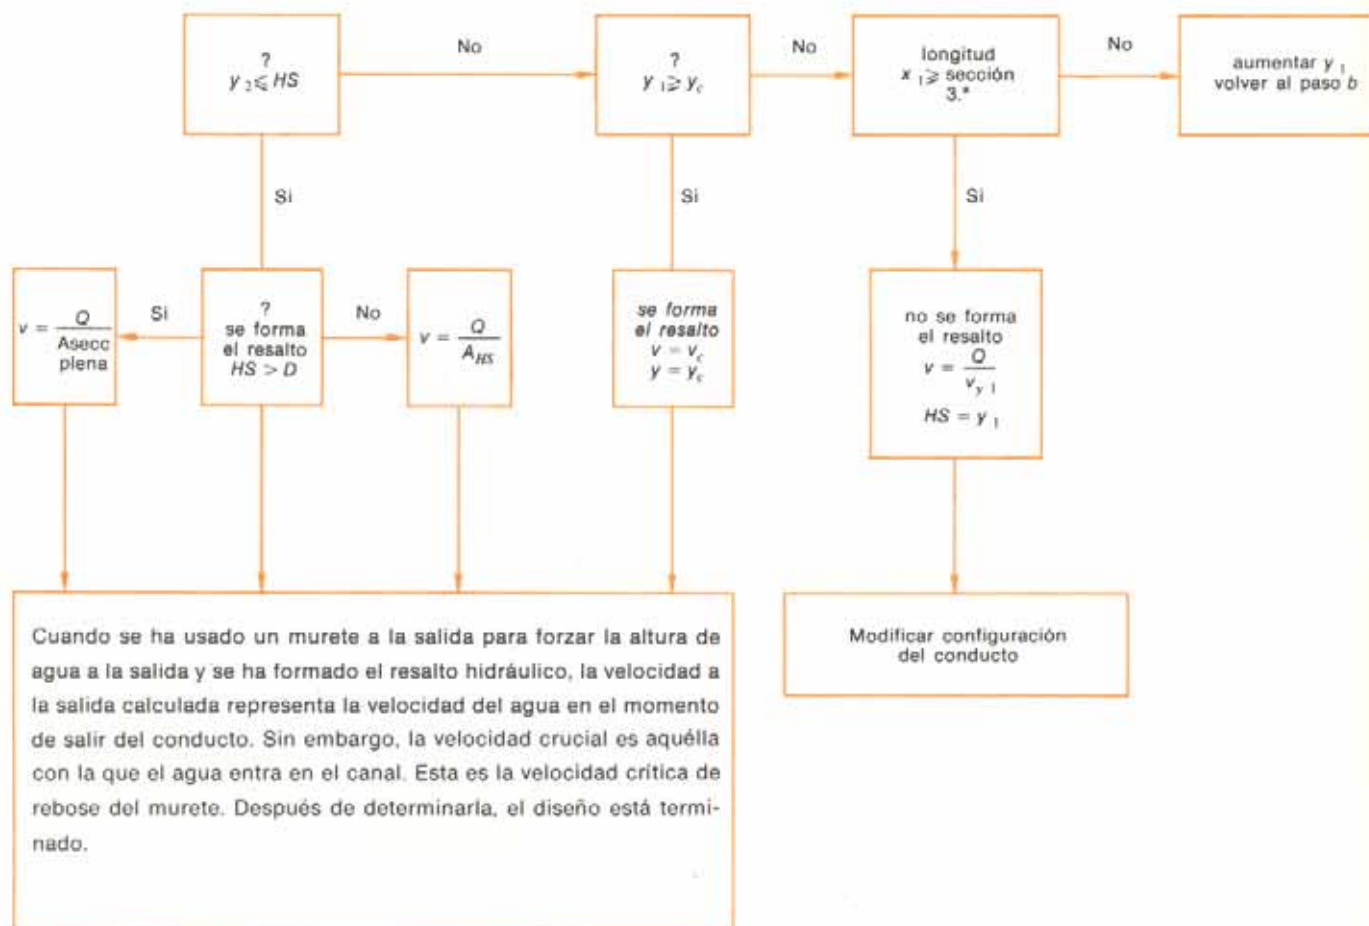 ?
y₂ ⩽ HS
No
?
y₁ ⩾ y_c
No
longitud
x₁ ⩾ sección
3.ª
No
aumentar y₁
volver al paso b
Sí
Sí
Sí
v = Q / Asecc plena
Sí
?
se forma
el resalto
HS > D
No
v = Q / A_HS
se forma
el resalto
v = v_c
y = y_c
no se forma
el resalto
v = Q / v_y₁
HS = y₁
Cuando se ha usado un murete a la salida para forzar la altura de
agua a la salida y se ha formado el resalto hidráulico, la velocidad a
la salida calculada representa la velocidad del agua en el momento
de salir del conducto. Sin embargo, la velocidad crucial es aquélla
con la que el agua entra en el canal. Esta es la velocidad crítica de
rebose del murete. Después de determinarla, el diseño está termi-
nado.
Modificar configuración
del conducto